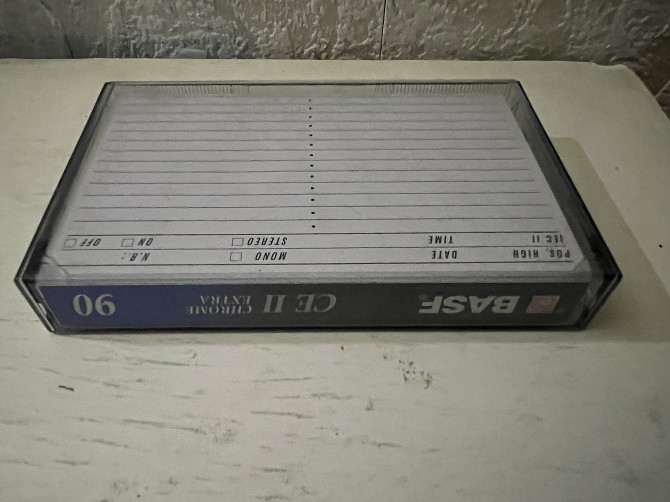 BASF CE II CHROME EXTRA 90
POS. HIGH DATE MONO N.R.:
IEC II TIME STEREO ON OFF